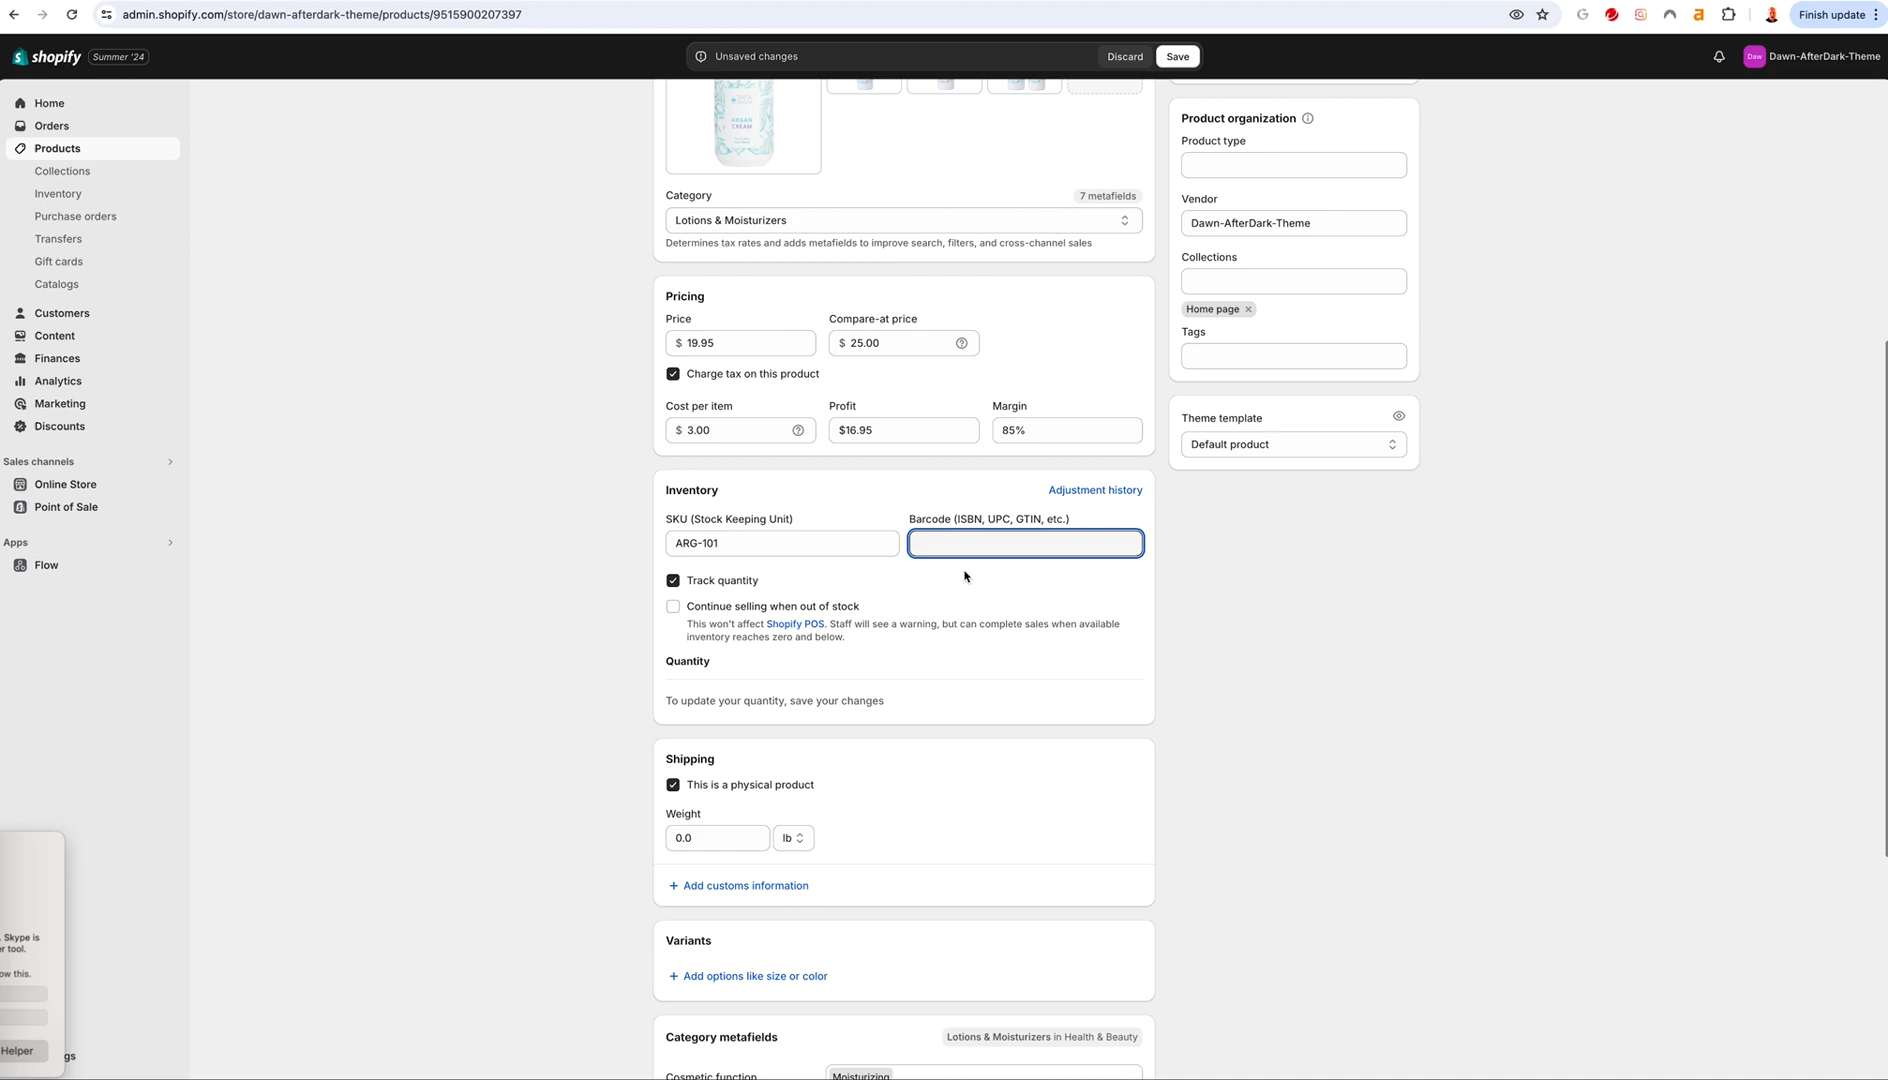 admin.shopify.com/store/dawn-afterdark-theme/products/9515900207397
Finish update
shopify
Summer '24
Unsaved changes
Discard
Save
Daw
Dawn-AfterDark-Theme
Home
Orders
Products
Collections
Inventory
Purchase orders
Transfers
Gift cards
Catalogs
Customers
Content
Finances
Analytics
Marketing
Discounts
Sales channels
Online Store
Point of Sale
Apps
Flow
. Skype is
r tool.
ow this.
Helper
gs
ARGAN
CREAM
Category
7 metafields
Lotions & Moisturizers
Determines tax rates and adds metafields to improve search, filters, and cross-channel sales
Pricing
Price
Compare-at price
$ 19.95
$ 25.00
Charge tax on this product
Cost per item
Profit
Margin
$ 3.00
$16.95
85%
Inventory
Adjustment history
SKU (Stock Keeping Unit)
Barcode (ISBN, UPC, GTIN, etc.)
ARG-101
Track quantity
Continue selling when out of stock
This won't affect Shopify POS. Staff will see a warning, but can complete sales when available
inventory reaches zero and below.
Quantity
To update your quantity, save your changes
Shipping
This is a physical product
Weight
0.0
lb
+ Add customs information
Variants
+ Add options like size or color
Category metafields
Lotions & Moisturizers in Health & Beauty
Cosmetic function
Moisturizing
Product organization
Product type
Vendor
Dawn-AfterDark-Theme
Collections
Home page
Tags
Theme template
Default product